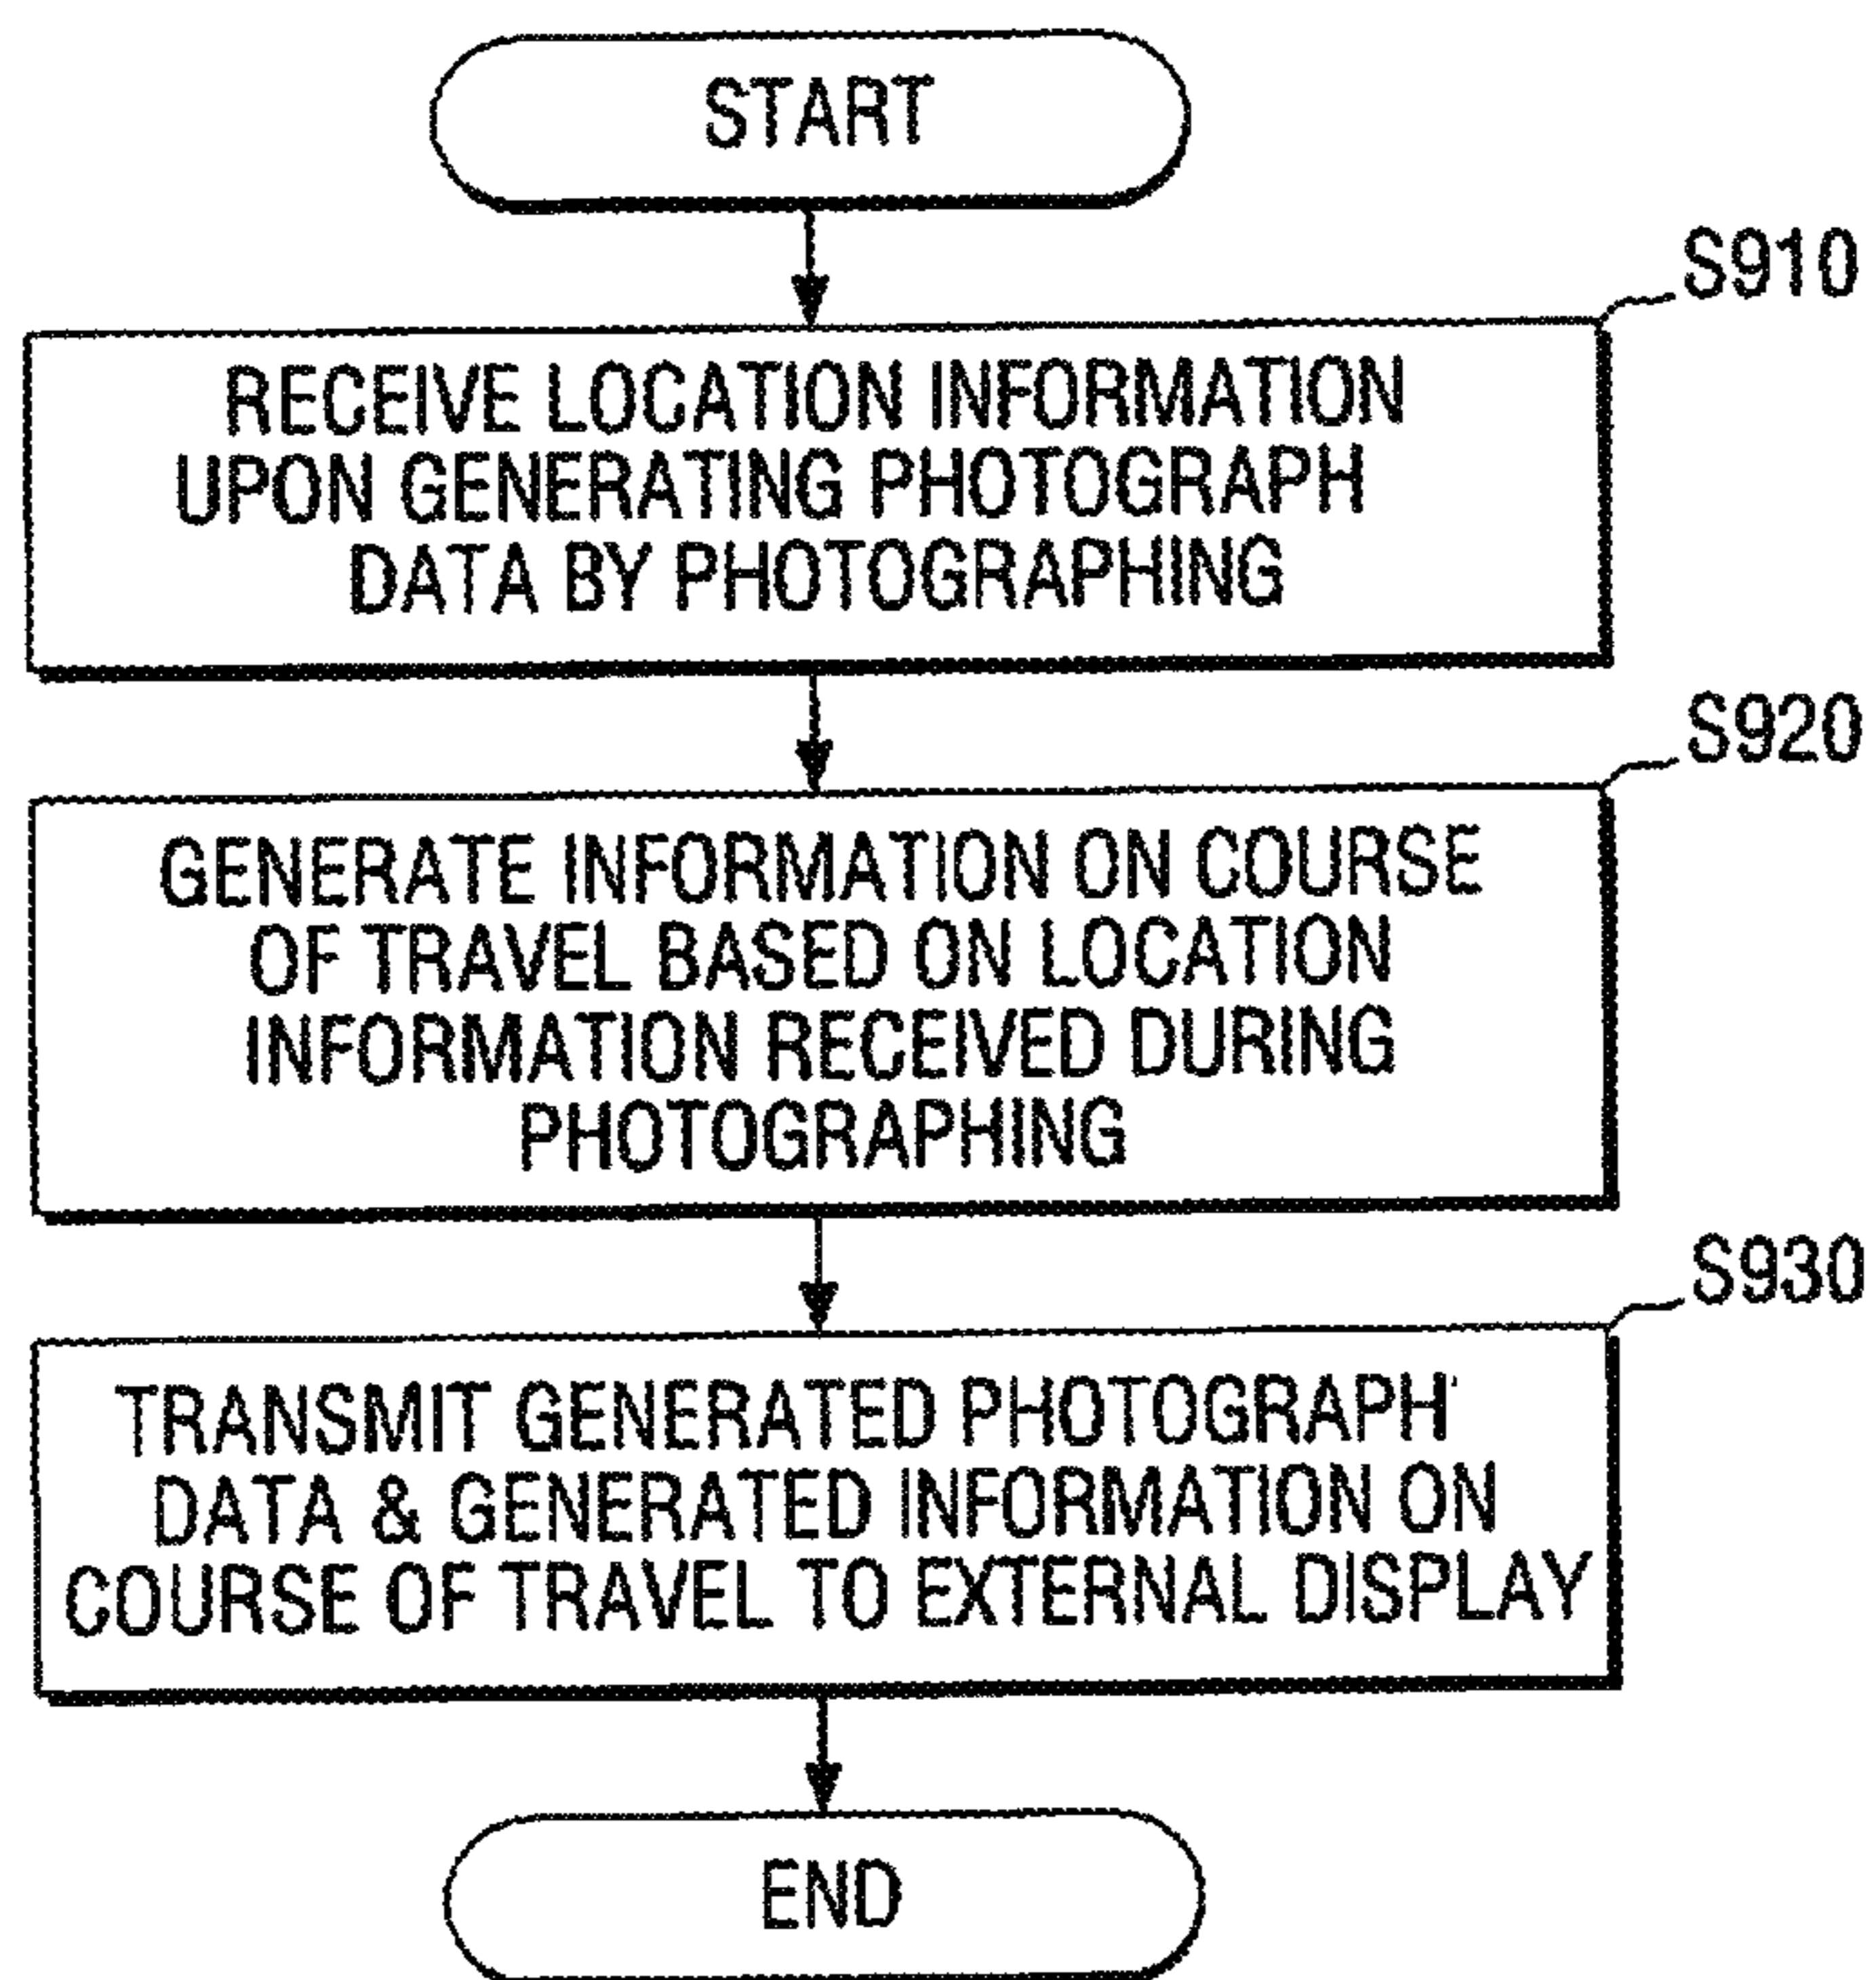 START
S910
RECEIVE LOCATION INFORMATION
UPON GENERATING PHOTOGRAPH
DATA BY PHOTOGRAPHING
S920
GENERATE INFORMATION ON COURSE
OF TRAVEL BASED ON LOCATION
INFORMATION RECEIVED DURING
PHOTOGRAPHING
S930
TRANSMIT GENERATED PHOTOGRAPH
DATA & GENERATED INFORMATION ON
COURSE OF TRAVEL TO EXTERNAL DISPLAY
END